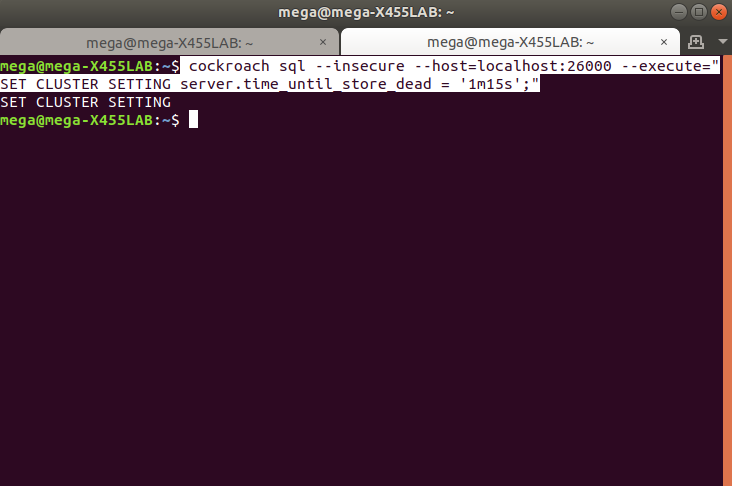 mega@mega-X455LAB: ~
mega@mega-X455LAB: ~
mega@mega-X455LAB: ~
mega@mega-X455LAB:~$ cockroach sql --insecure --host=localhost:26000 --execute="
SET CLUSTER SETTING server.time_until_store_dead = '1m15s';"
SET CLUSTER SETTING
mega@mega-X455LAB:~$